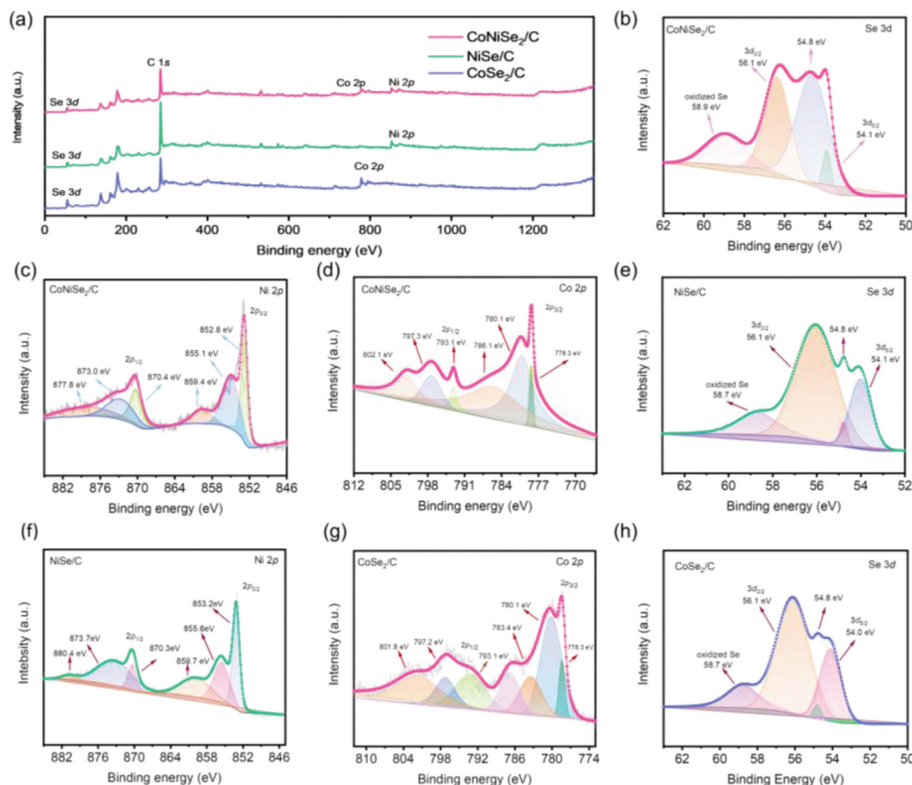 (a)
CoNiSe₂/C
NiSe/C
CoSe₂/C
C 1s
Co 2p
Ni 2p
Se 3d
Ni 2p
Se 3d
Co 2p
Se 3d
Intensity (a.u.)
0 200 400 600 800 1000 1200
Binding energy (eV)
(b)
CoNiSe₂/C Se 3d
54.8 eV
3d₃/₂
56.1 eV
oxidized Se
58.9 eV
3d₅/₂
54.1 eV
Intensity (a.u.)
62 60 58 56 54 52 50
Binding energy (eV)
(c)
CoNiSe₂/C Ni 2p
2p₃/₂
852.8 eV
855.1 eV
2p₁/₂
873.0 eV
877.8 eV
870.4 eV
859.4 eV
Intensity (a.u.)
882 876 870 864 858 852 846
Binding energy (eV)
(d)
CoNiSe₂/C Co 2p
2p₃/₂
780.1 eV
2p₁/₂
797.3 eV
793.1 eV
786.1 eV
802.1 eV
778.3 eV
Intensity (a.u.)
812 805 798 791 784 777 770
Binding energy (eV)
(e)
NiSe/C Se 3d
3d₃/₂
56.1 eV
54.8 eV
3d₅/₂
54.1 eV
oxidized Se
58.7 eV
Intensity (a.u.)
62 60 58 56 54 52
Binding energy (eV)
(f)
NiSe/C Ni 2p
2p₃/₂
853.2eV
855.6eV
873.7eV
2p₁/₂
880.4 eV
870.3eV
859.7 eV
Intebsity (a.u.)
882 876 870 864 858 852 846
Binding energy (eV)
(g)
CoSe₂/C Co 2p
2p₃/₂
780.1 eV
783.4 eV
797.2 eV
2p₁/₂
801.8 eV
793.1 eV
778.3 eV
Intensity (a.u.)
810 804 798 792 786 780 774
Binding energy (eV)
(h)
CoSe₂/C Se 3d
3d₃/₂
56.1 eV
54.8 eV
3d₅/₂
54.0 eV
oxidized Se
58.7 eV
Intensity (a.u.)
60 58 56 54 52 50
Binding Energy (eV)